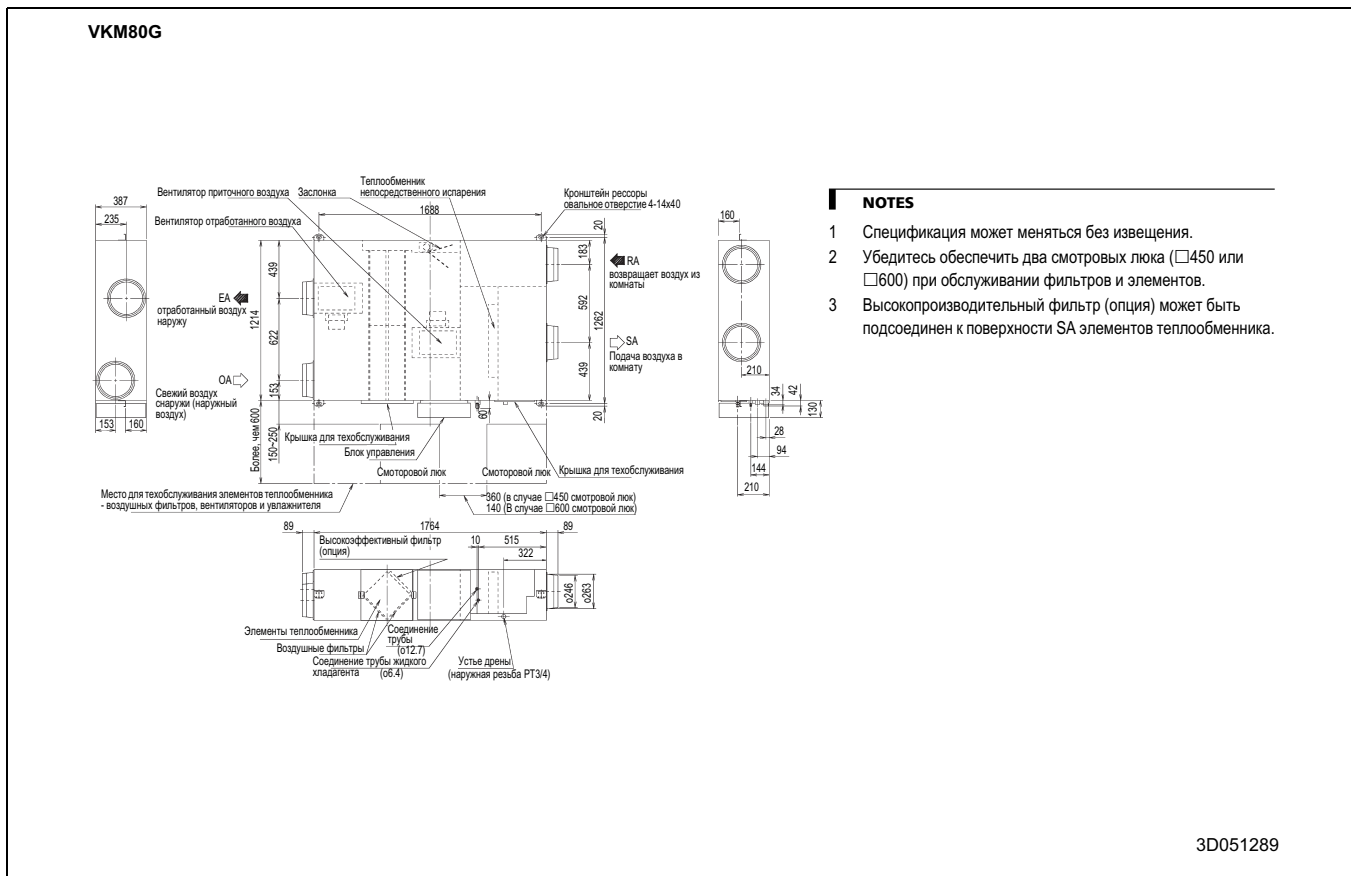 VKM80G
Теплообменник
непосредственного испарения
Вентилятор приточного воздуха
Заслонка
Кронштейн рессоры
овальное отверстие 4-14x40
387
235
1688
20
160
Вентилятор отработанного воздуха
439
183
RA
возвращает воздух из
комнаты
EA
отработанный воздух
наружу
1214
622
592
1262
SA
Подача воздуха в
комнату
OA
Свежий воздух
снаружи (наружный
воздух)
153
439
210
34
42
130
153
160
60
20
28
94
144
210
Более, чем 600
150~250
Крышка для техобслуживания
Блок управления
Смоторовой люк
Смоторовой люк
Крышка для техобслуживания
Место для техобслуживания элементов теплообменника
- воздушных фильтров, вентиляторов и увлажнителя
360 (в случае □450 смотровой люк)
140 (В случае □600 смотровой люк)
89
1764
89
Высокоэффективный фильтр
(опция)
10
515
322
o246
o263
Элементы теплообменника
Воздушные фильтры
Соединение
трубы
(o12.7)
Соединение трубы жидкого
хладагента
(o6.4)
Устье дрены
(наружная резьба PT3/4)
NOTES
1 Спецификация может меняться без извещения.
2 Убедитесь обеспечить два смотровых люка (□450 или
□600) при обслуживании фильтров и элементов.
3 Высокопроизводительный фильтр (опция) может быть
подсоединен к поверхности SA элементов теплообменника.
3D051289